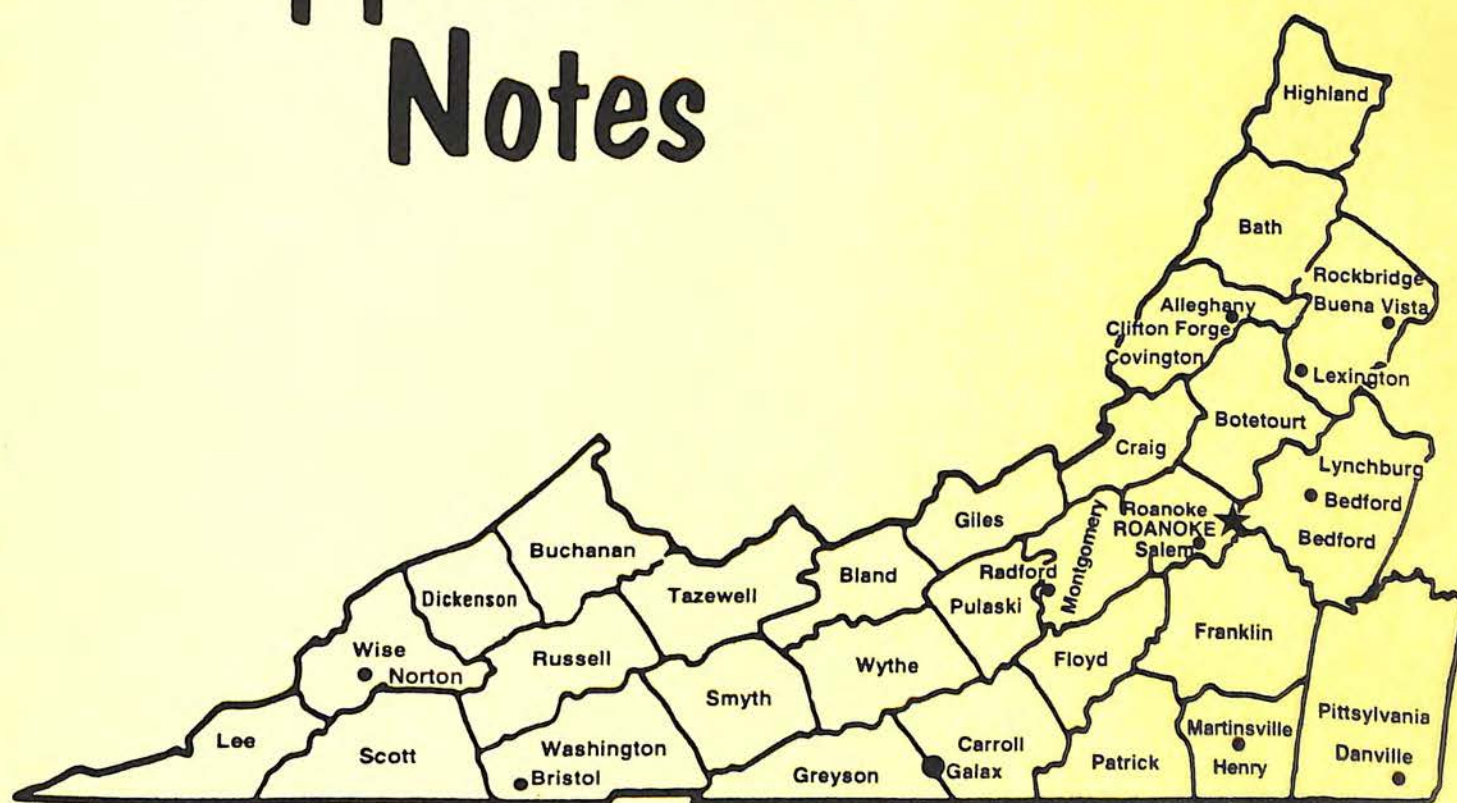 Notes
Highland
Bath
Rockbridge
Alleghany
Buena Vista
Clifton Forge
Covington
Lexington
Botetourt
Craig
Lynchburg
Bedford
Giles
Roanoke
ROANOKE
Salem
Bedford
Montgomery
Buchanan
Bland
Radford
Dickenson
Tazewell
Pulaski
Franklin
Wise
Norton
Russell
Wythe
Floyd
Smyth
Lee
Scott
Washington
Bristol
Greyson
Carroll
Galax
Patrick
Martinsville
Henry
Pittsylvania
Danville